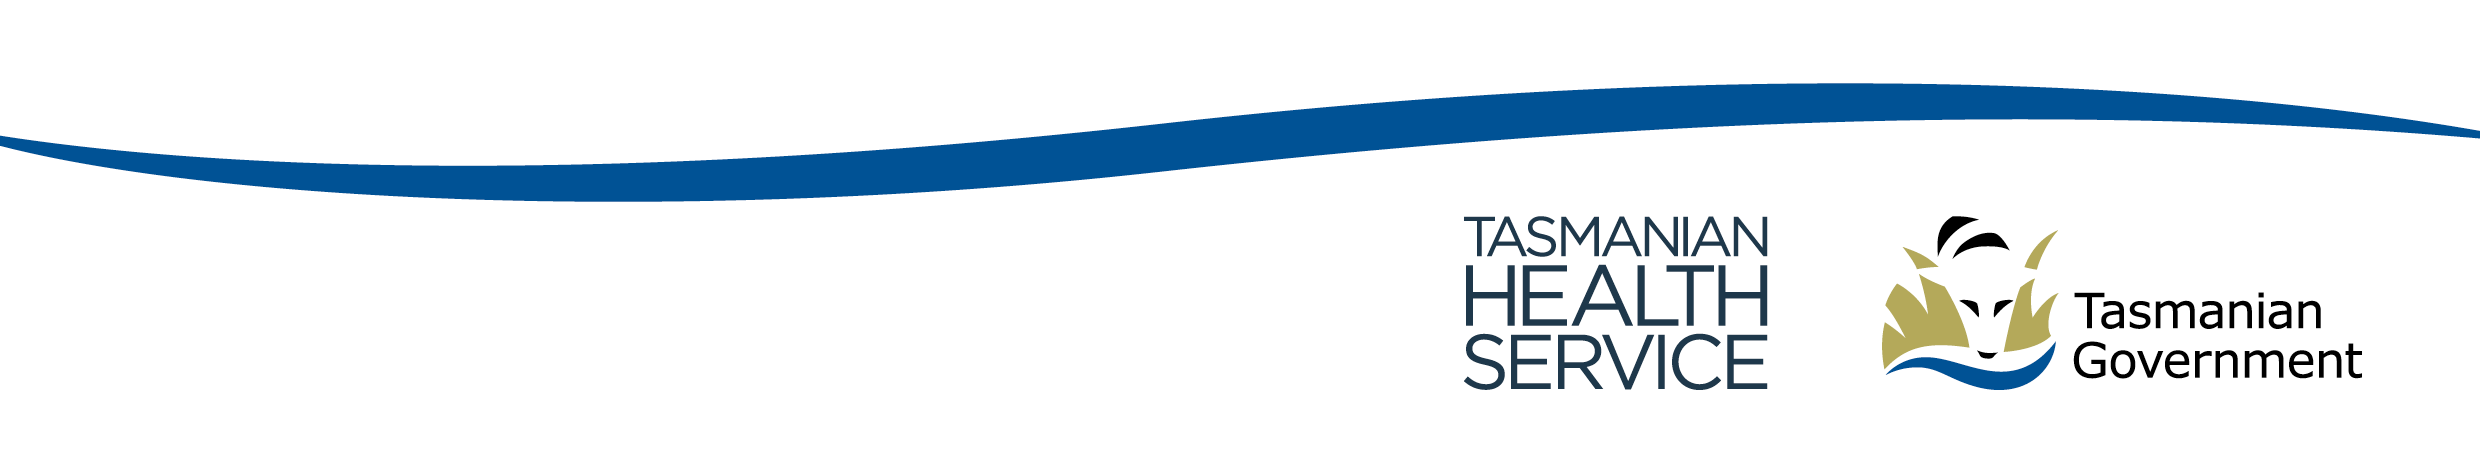 TASMANIAN
HEALTH
SERVICE
Tasmanian
Government